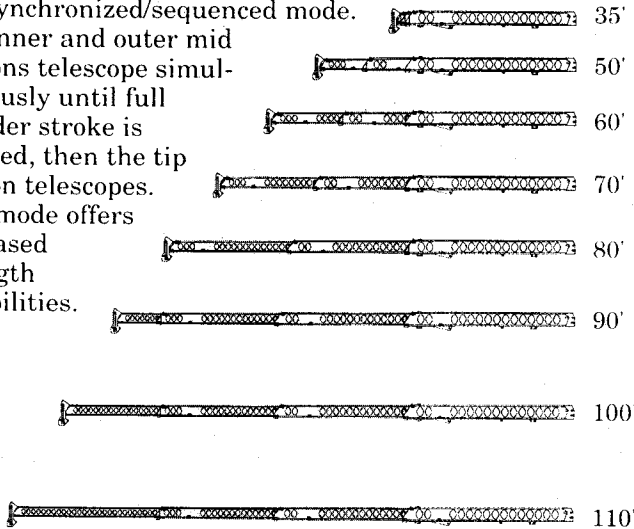 ynchronized/sequenced mode.
nner and outer mid
ons telescope simul-
usly until full
der stroke is
ed, then the tip
n telescopes.
mode offers
ased
gth
bilities.
35'
50'
60'
70'
80'
90'
100'
110'